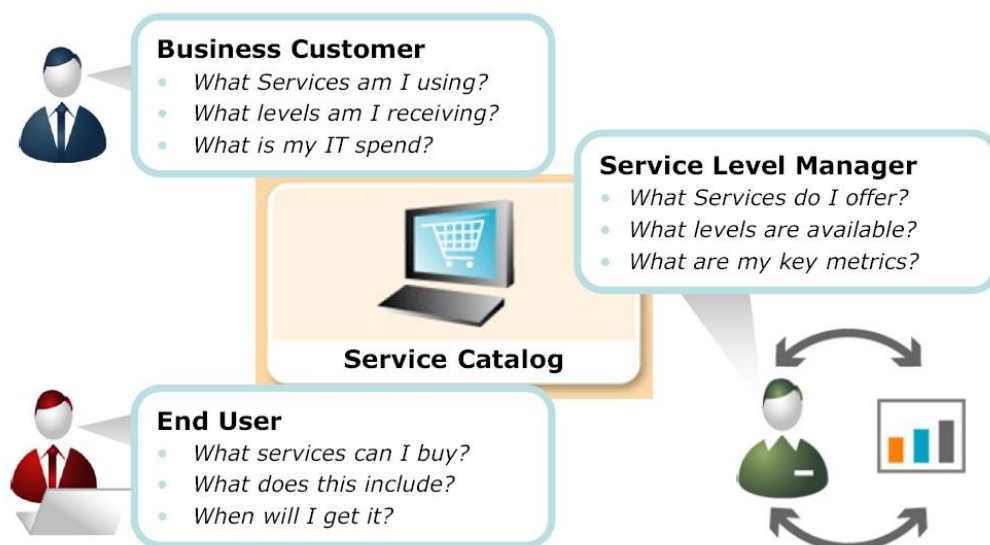 Business Customer
• What Services am I using?
• What levels am I receiving?
• What is my IT spend?
Service Level Manager
• What Services do I offer?
• What levels are available?
• What are my key metrics?
Service Catalog
End User
• What services can I buy?
• What does this include?
• When will I get it?